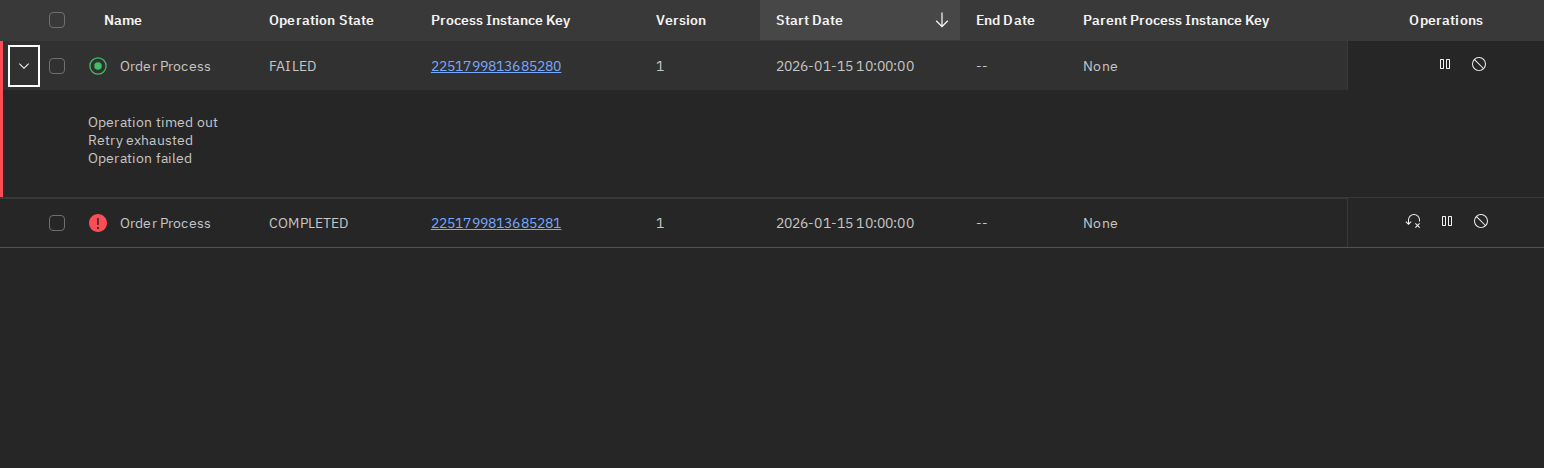 Name Operation State Process Instance Key Version Start Date End Date Parent Process Instance Key Operations
Order Process FAILED 2251799813685280 1 2026-01-15 10:00:00 -- None
Operation timed out
Retry exhausted
Operation failed
Order Process COMPLETED 2251799813685281 1 2026-01-15 10:00:00 -- None